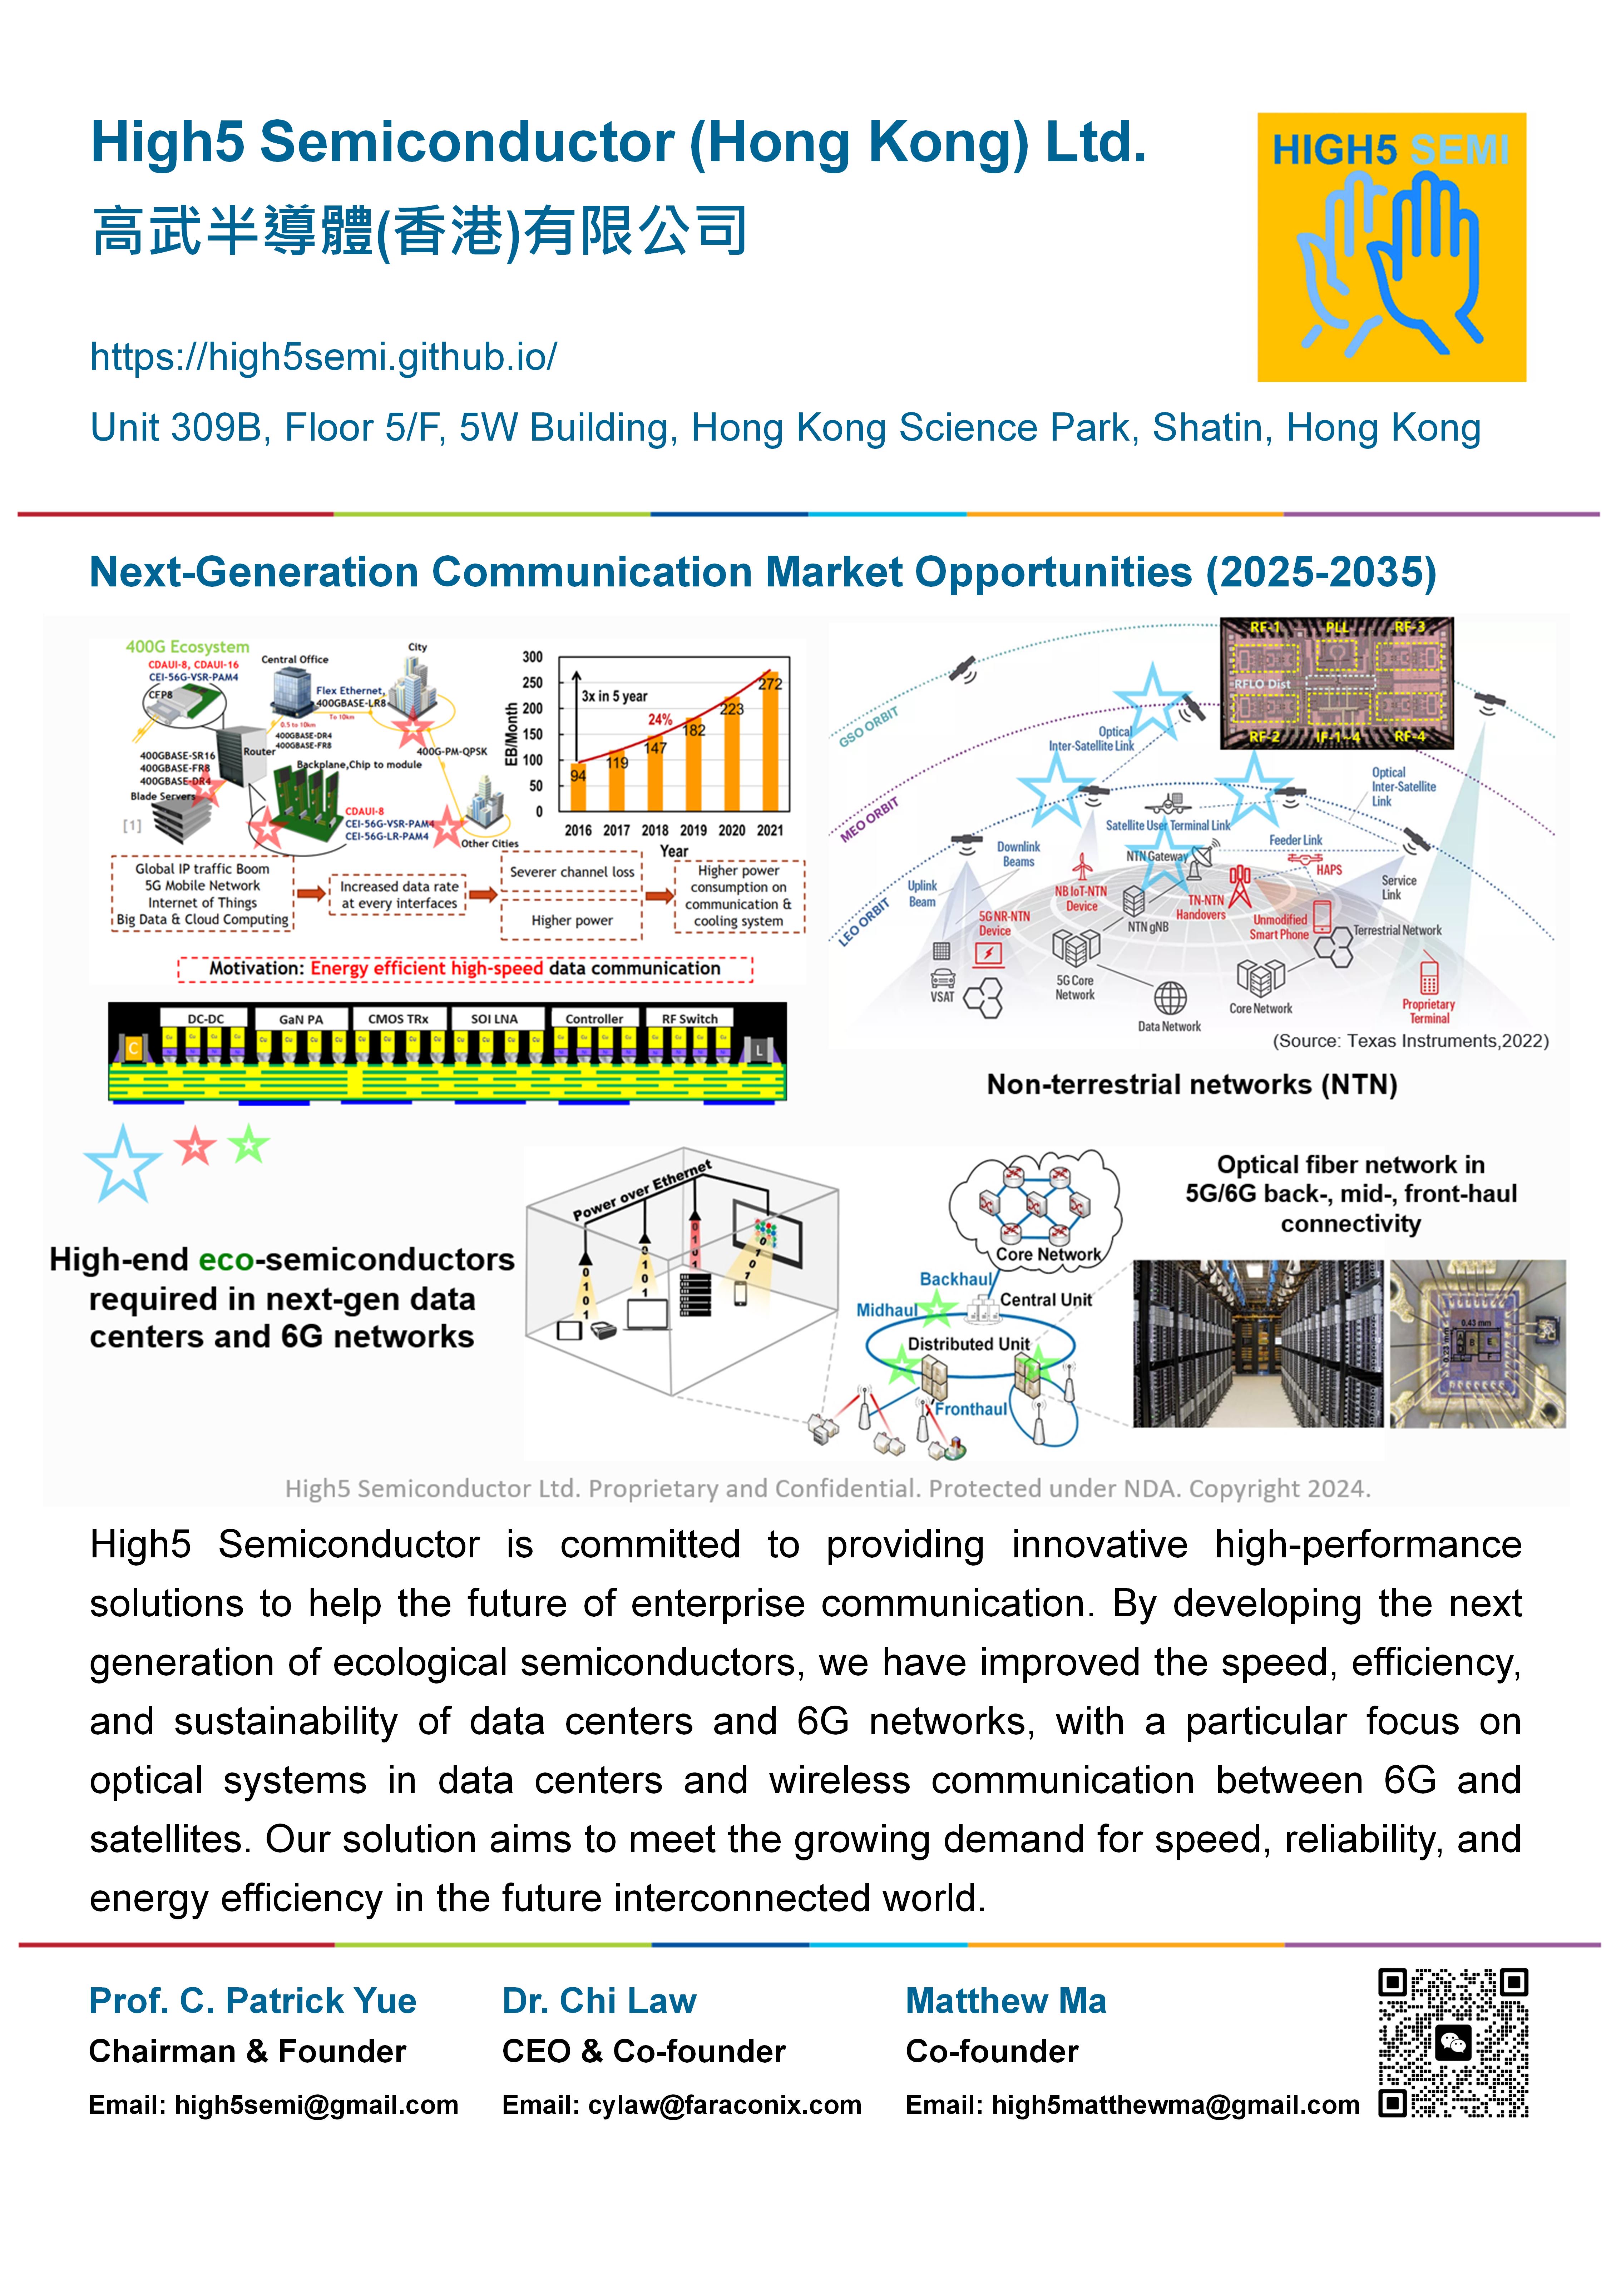 High5 Semiconductor (Hong Kong) Ltd.
HIGH5 SEMI
高武半導體(香港)有限公司
https://high5semi.github.io/
Unit 309B, Floor 5/F, 5W Building, Hong Kong Science Park, Shatin, Hong Kong
Next-Generation Communication Market Opportunities (2025-2035)
400G Ecosystem
CDAUI-8, CDAUI-16
CEI-56G-VSR-PAM4
CFP8
Central Office
City
Flex Ethernet,
400GBASE-LR8
To 10km
0.5 to 10km
400GBASE-DR4
400GBASE-FR8
Router
400G-PM-QPSK
400GBASE-SR16
400GBASE-FR8
400GBASE-DR4
Backplane,Chip to module
Blade Servers
[1]
CDAUI-8
CEI-56G-VSR-PAM4
CEI-56G-LR-PAM4
Other Cities
EB/Month
300
250
200
150
100
50
0
3x in 5 year
24%
94
119
147
182
223
272
2016 2017 2018 2019 2020 2021
Year
Global IP traffic Boom
5G Mobile Network
Internet of Things
Big Data & Cloud Computing
Increased data rate
at every interfaces
Severer channel loss
Higher power
Higher power
consumption on
communication &
cooling system
Motivation: Energy efficient high-speed data communication
DC-DC
GaN PA
CMOS TRx
SOI LNA
Controller
RF Switch
C
L
GSO ORBIT
MEO ORBIT
LEO ORBIT
RF-1 PLL RF-3
RFLO Dist
RF-2 IF-1~4 RF-4
Optical
Inter-Satellite Link
Optical
Inter-Satellite
Link
Satellite User Terminal Link
Feeder Link
Downlink
Beams
NTN Gateway
HAPS
Uplink
Beam
NB IoT-NTN
Device
TN-NTN
Handovers
Service
Link
5G NR-NTN
Device
NTN gNB
Unmodified
Smart Phone
Terrestrial Network
VSAT
5G Core
Network
Data Network
Core Network
Proprietary
Terminal
(Source: Texas Instruments,2022)
Non-terrestrial networks (NTN)
High-end eco-semiconductors
required in next-gen data
centers and 6G networks
Power over Ethernet
Core Network
Backhaul
Midhaul
Central Unit
Distributed Unit
Fronthaul
Optical fiber network in
5G/6G back-, mid-, front-haul
connectivity
0.43 mm
High5 Semiconductor Ltd. Proprietary and Confidential. Protected under NDA. Copyright 2024.
High5 Semiconductor is committed to providing innovative high-performance
solutions to help the future of enterprise communication. By developing the next
generation of ecological semiconductors, we have improved the speed, efficiency,
and sustainability of data centers and 6G networks, with a particular focus on
optical systems in data centers and wireless communication between 6G and
satellites. Our solution aims to meet the growing demand for speed, reliability, and
energy efficiency in the future interconnected world.
Prof. C. Patrick Yue
Chairman & Founder
Email: high5semi@gmail.com
Dr. Chi Law
CEO & Co-founder
Email: cylaw@faraconix.com
Matthew Ma
Co-founder
Email: high5matthewma@gmail.com